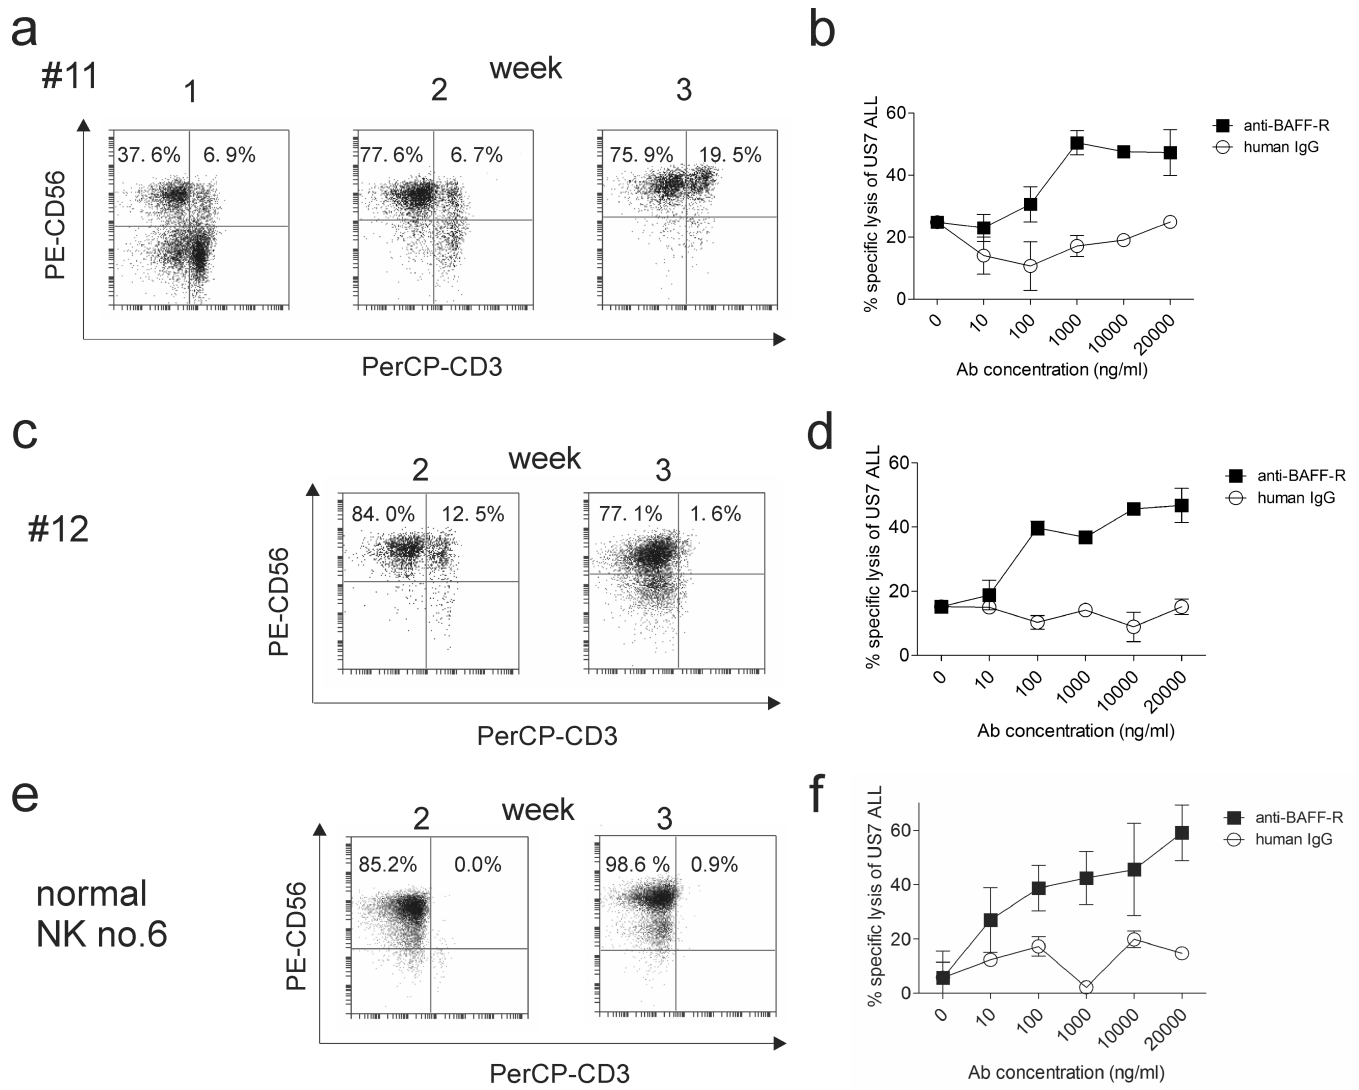 a
#11
week
1
2
3
37. 6%
6. 9%
77. 6%
6. 7%
75. 9%
19. 5%
PE-CD56
PerCP-CD3
b
% specific lysis of US7 ALL
60
40
20
0
0
10
100
1000
10000
20000
Ab concentration (ng/ml)
anti-BAFF-R
human IgG
c
#12
week
2
3
84. 0%
12. 5%
77. 1%
1. 6%
PE-CD56
PerCP-CD3
d
% specific lysis of US7 ALL
60
40
20
0
0
10
100
1000
10000
20000
Ab concentration (ng/ml)
anti-BAFF-R
human IgG
e
normal
NK no.6
week
2
3
85.2%
0.0%
98.6 %
0.9%
PE-CD56
PerCP-CD3
f
% specific lysis of US7 ALL
60
40
20
0
0
10
100
1000
10000
20000
Ab concentration (ng/ml)
anti-BAFF-R
human IgG